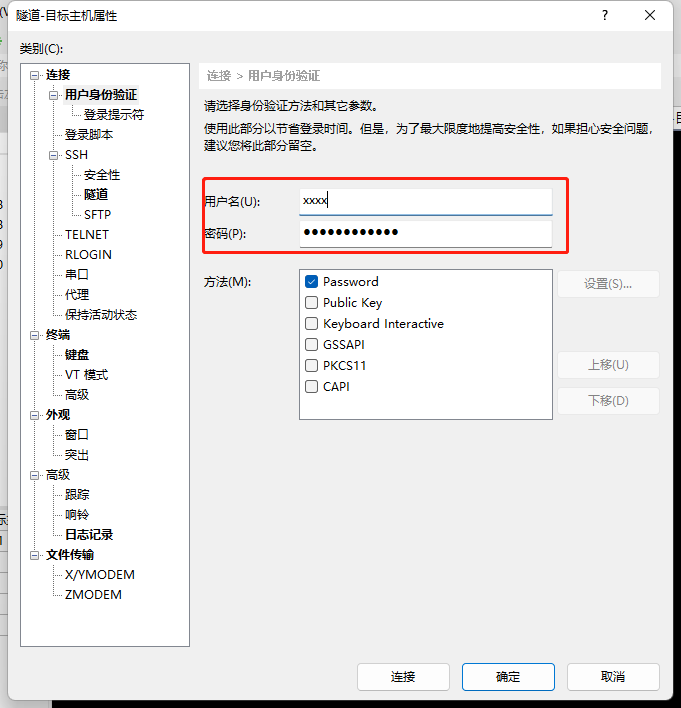 隧道-目标主机属性
?
类别(C):
连接
用户身份验证
登录提示符
登录脚本
SSH
安全性
隧道
SFTP
TELNET
RLOGIN
串口
代理
保持活动状态
终端
键盘
VT 模式
高级
外观
窗口
突出
高级
跟踪
响铃
日志记录
文件传输
X/YMODEM
ZMODEM
连接 > 用户身份验证
请选择身份验证方法和其它参数。
使用此部分以节省登录时间。但是，为了最大限度地提高安全性，如果担心安全问题，
建议您将此部分留空。
用户名(U):
xxxx
密码(P):
●●●●●●●●●●●●
方法(M):
Password
Public Key
Keyboard Interactive
GSSAPI
PKCS11
CAPI
设置(S)...
上移(U)
下移(D)
连接
确定
取消